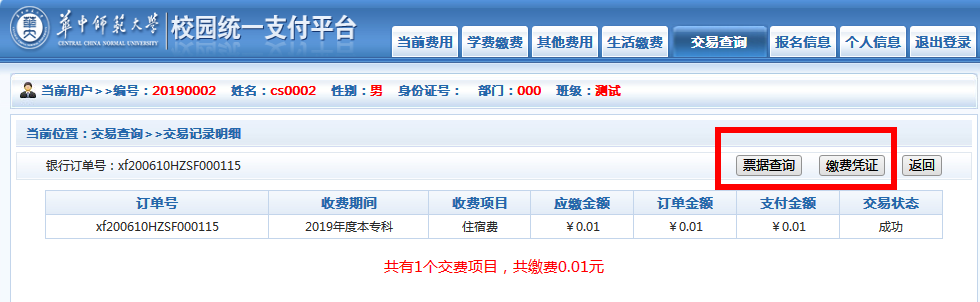 华中师范大学 校园统一支付平台
CENTRAL CHINA NORMAL UNIVERSITY
当前费用 学费缴费 其他费用 生活缴费 交易查询 报名信息 个人信息 退出登录
当前用户>>编号：20190002 姓名：cs0002 性别：男 身份证号： 部门：000 班级：测试
当前位置：交易查询>>交易记录明细
银行订单号：xf200610HZSF000115 票据查询 缴费凭证 返回
订单号 收费期间 收费项目 应缴金额 订单金额 支付金额 交易状态
xf200610HZSF000115 2019年度本专科 住宿费 ￥0.01 ￥0.01 ￥0.01 成功
共有1个交费项目，共缴费0.01元